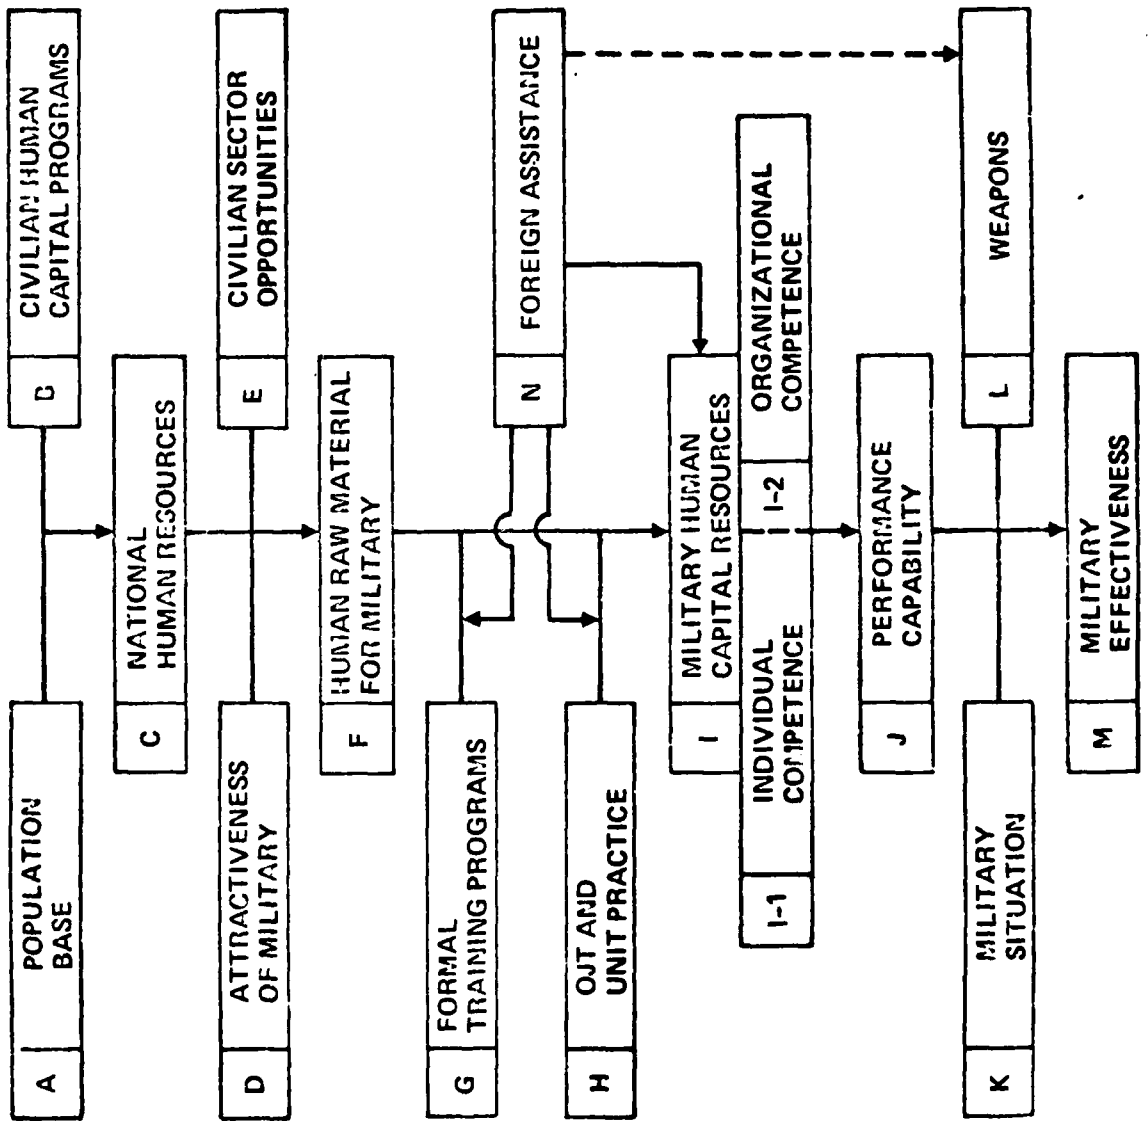 A
POPULATION
BASE
B
CIVILIAN HUMAN
CAPITAL PROGRAMS
C
NATIONAL
HUMAN RESOURCES
D
ATTRACTIVENESS
OF MILITARY
E
CIVILIAN SECTOR
OPPORTUNITIES
F
HUMAN RAW MATERIAL
FOR MILITARY
G
FORMAL
TRAINING PROGRAMS
H
OJT AND
UNIT PRACTICE
N
FOREIGN ASSISTANCE
I
MILITARY HUMAN
CAPITAL RESOURCES
I-1
INDIVIDUAL
COMPETENCE
I-2
ORGANIZATIONAL
COMPETENCE
J
PERFORMANCE
CAPABILITY
K
MILITARY
SITUATION
L
WEAPONS
M
MILITARY
EFFECTIVENESS